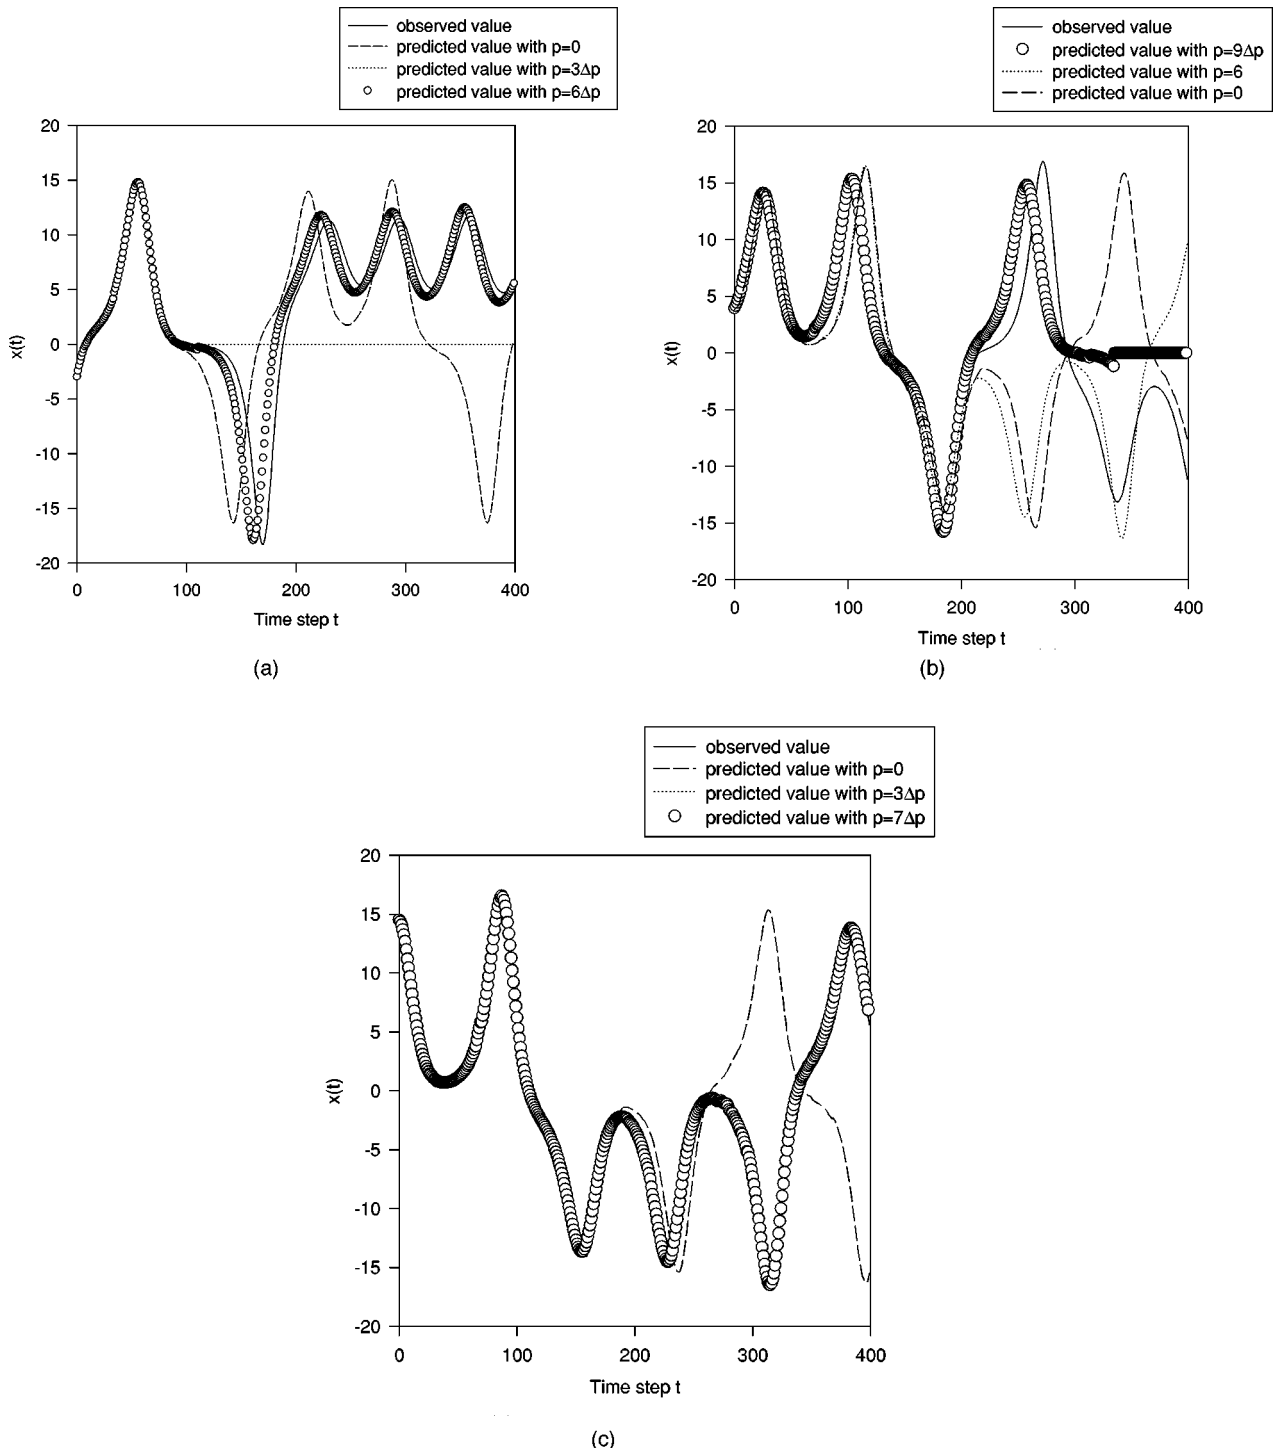 observed value
predicted value with p=0
predicted value with p=3Δp
predicted value with p=6Δp
20
15
10
5
0
-5
-10
-15
-20
x(t)
0 100 200 300 400
Time step t
(a)
observed value
predicted value with p=9Δp
predicted value with p=6
predicted value with p=0
20
15
10
5
0
-5
-10
-15
-20
x(t)
0 100 200 300 400
Time step t
(b)
observed value
predicted value with p=0
predicted value with p=3Δp
predicted value with p=7Δp
20
15
10
5
0
-5
-10
-15
-20
x(t)
0 100 200 300 400
Time step t
(c)